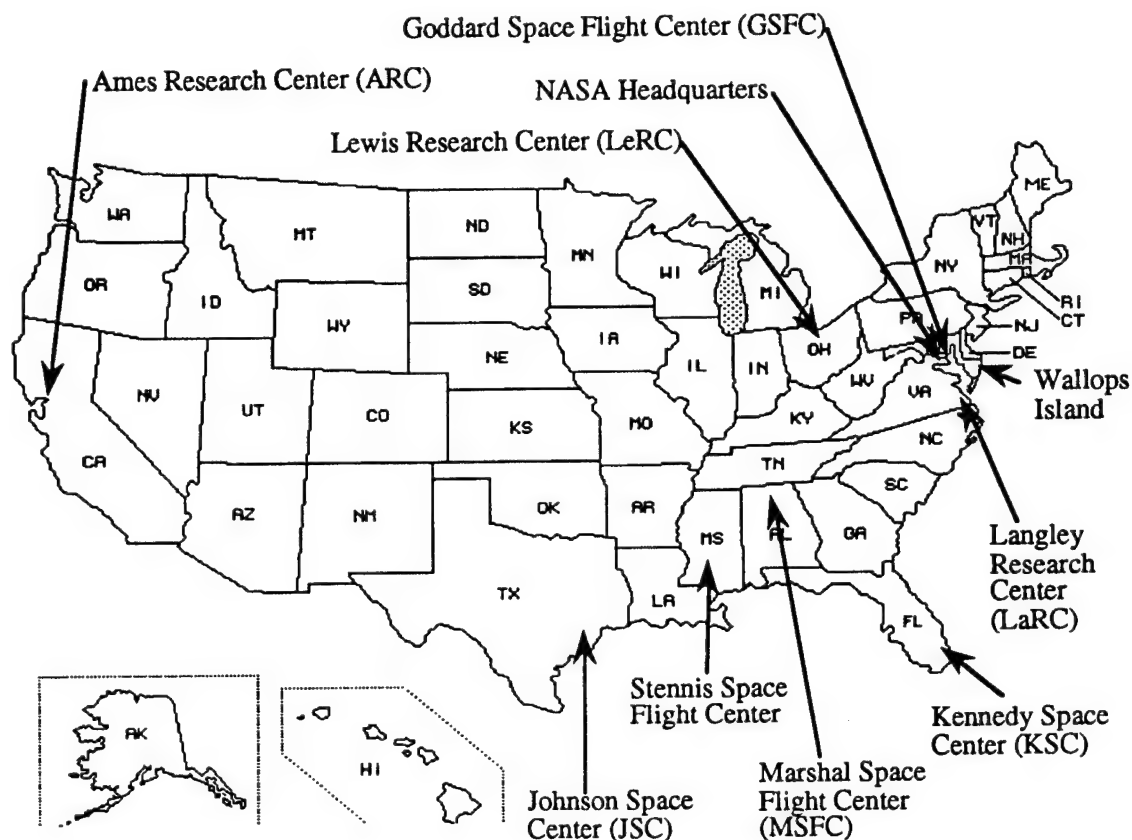 Goddard Space Flight Center (GSFC)
Ames Research Center (ARC)
NASA Headquarters
Lewis Research Center (LeRC)
ME
WA
MT
ND
MN
VT
NH
MA
NY
WI
MI
OR
ID
SD
RI
CT
WY
PA
NJ
IA
NE
OH
DE
IL
IN
WV
Wallops
Island
NV
UT
CO
VA
KS
MO
KY
CA
NC
TN
OK
SC
AZ
NM
AR
MS
AL
GA
Langley
Research
Center
(LaRC)
TX
LA
FL
Stennis Space
Flight Center
Kennedy Space
Center (KSC)
AK
HI
Marshal Space
Flight Center
(MSFC)
Johnson Space
Center (JSC)